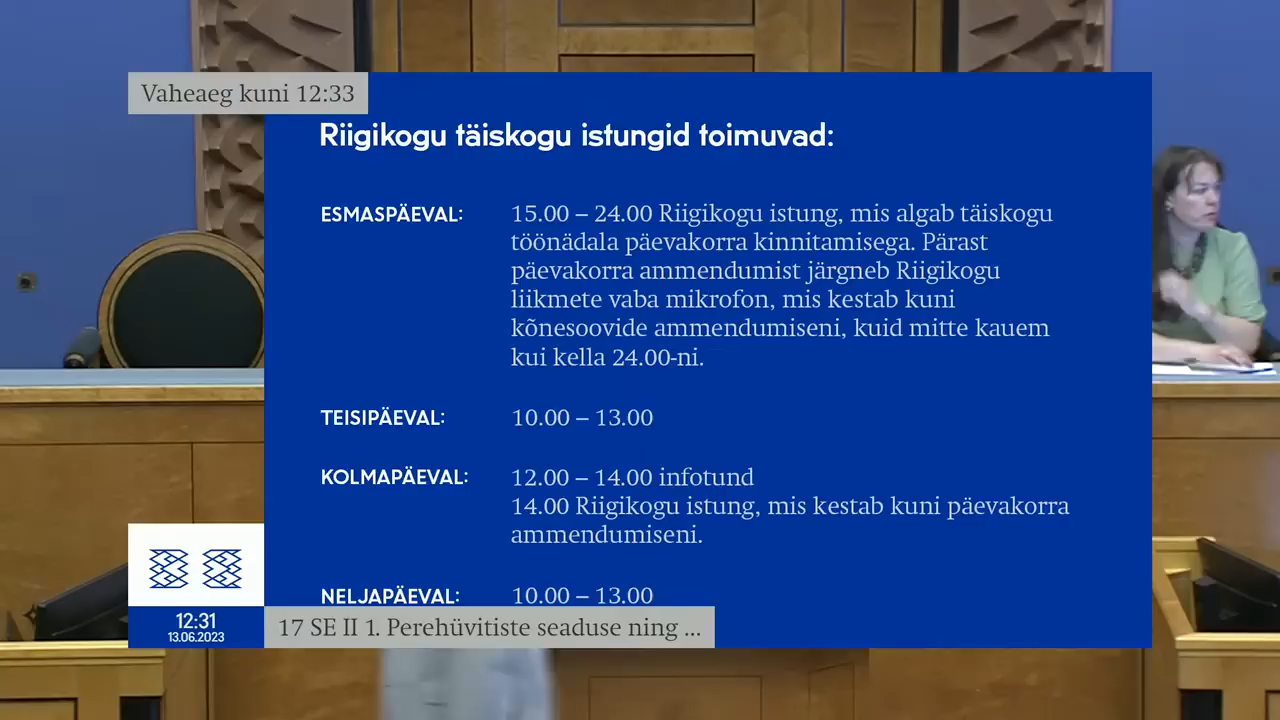 Vaheaeg kuni 12:33
Riigikogu täiskogu istungid toimuvad:
ESMASPÄEVAL:
15.00 – 24.00 Riigikogu istung, mis algab täiskogu
töönädala päevakorra kinnitamisega. Pärast
päevakorra ammendumist järgneb Riigikogu
liikmete vaba mikrofon, mis kestab kuni
kõnesoovide ammendumiseni, kuid mitte kauem
kui kella 24.00-ni.
TEISIPÄEVAL:
10.00 – 13.00
KOLMAPÄEVAL:
12.00 – 14.00 infotund
14.00 Riigikogu istung, mis kestab kuni päevakorra
ammendumiseni.
NELJAPÄEVAL:
10.00 – 13.00
12:31
13.06.2023
17 SE II 1. Perehüvitiste seaduse ning ...